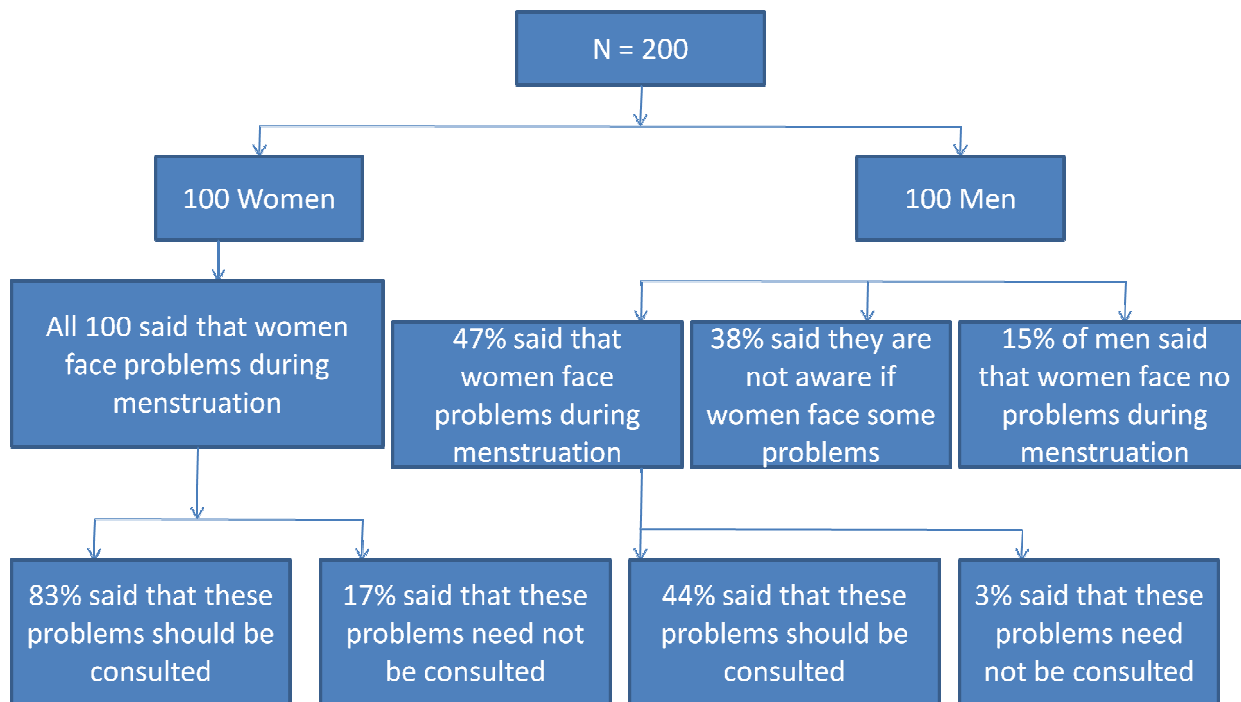 N = 200
100 Women
100 Men
All 100 said that women
face problems during
menstruation
47% said that
women face
problems during
menstruation
38% said they are
not aware if
women face some
problems
15% of men said
that women face no
problems during
menstruation
83% said that these
problems should be
consulted
17% said that these
problems need not
be consulted
44% said that these
problems should be
consulted
3% said that these
problems need
not be consulted